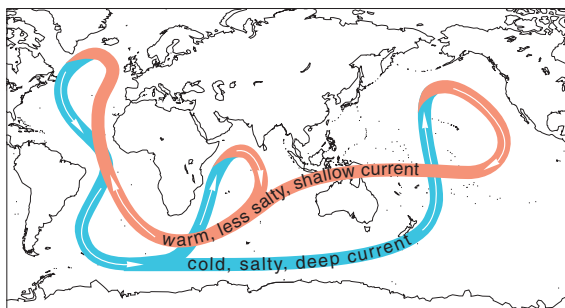 warm, less salty, shallow current
cold, salty, deep current